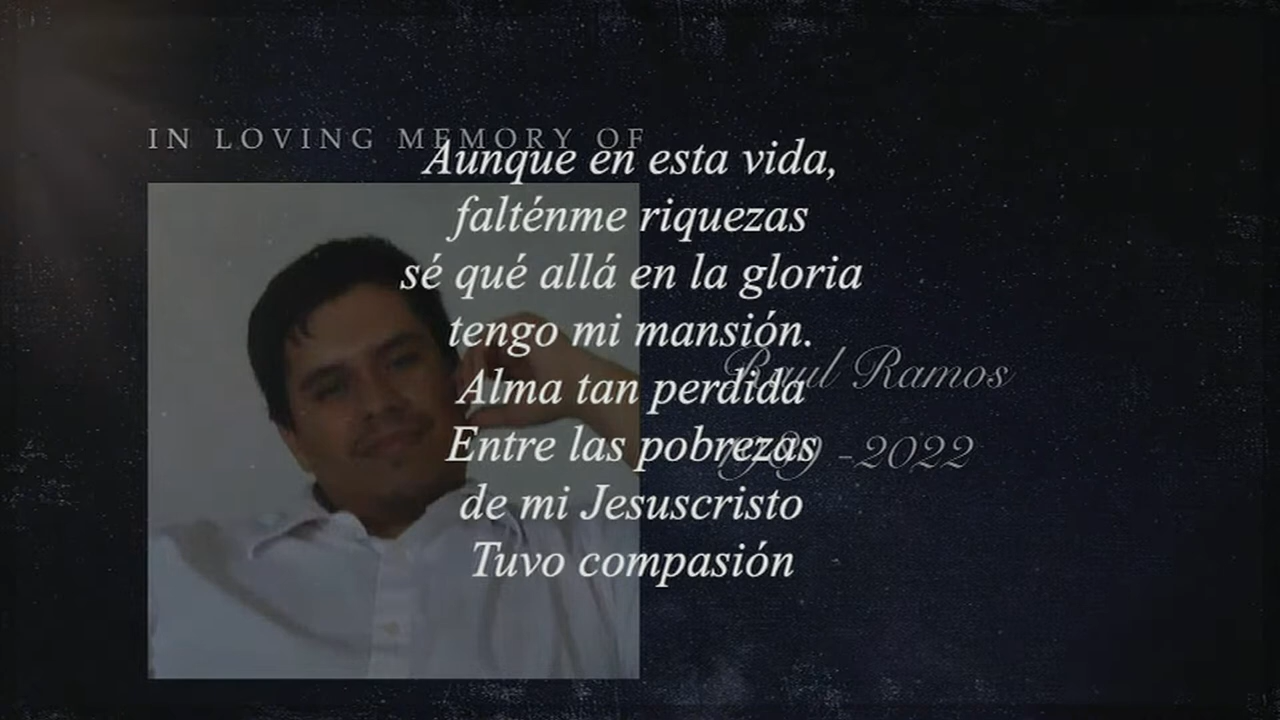 IN LOVING MEMORY OF
Aunque en esta vida,
falténme riquezas
sé qué allá en la gloria
tengo mi mansión.
Alma tan perdida
Entre las pobrezas
de mi Jesuscristo
Tuvo compasión
Raul Ramos
1989 -2022